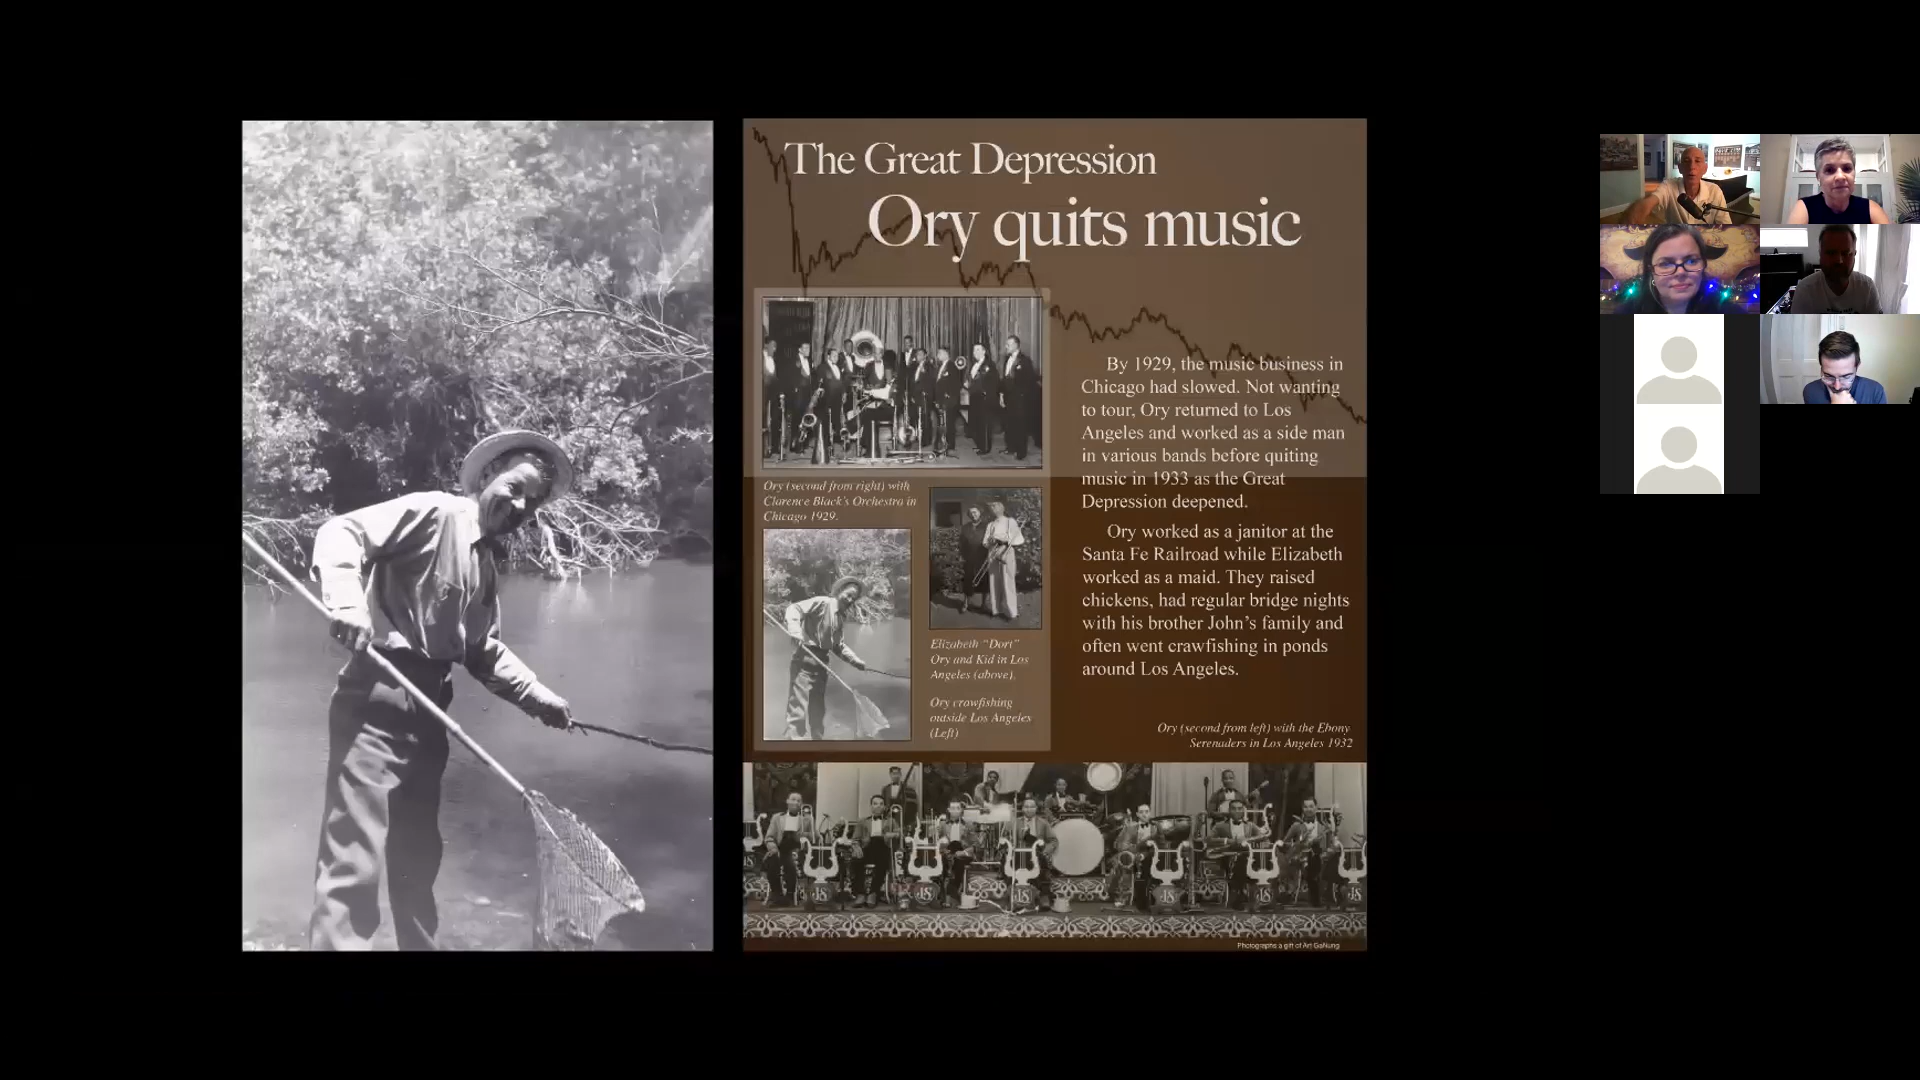 The Great Depression
Ory quits music
Ory (second from right) with
Clarence Black's Orchestra in
Chicago 1929.
Elizabeth "Dort"
Ory and Kid in Los
Angeles (above).
Ory crawfishing
outside Los Angeles
(Left)
By 1929, the music business in
Chicago had slowed. Not wanting
to tour, Ory returned to Los
Angeles and worked as a side man
in various bands before quiting
music in 1933 as the Great
Depression deepened.
Ory worked as a janitor at the
Santa Fe Railroad while Elizabeth
worked as a maid. They raised
chickens, had regular bridge nights
with his brother John's family and
often went crawfishing in ponds
around Los Angeles.
Ory (second from left) with the Ebony
Serenaders in Los Angeles 1932
Photographs a gift of Art GaNung